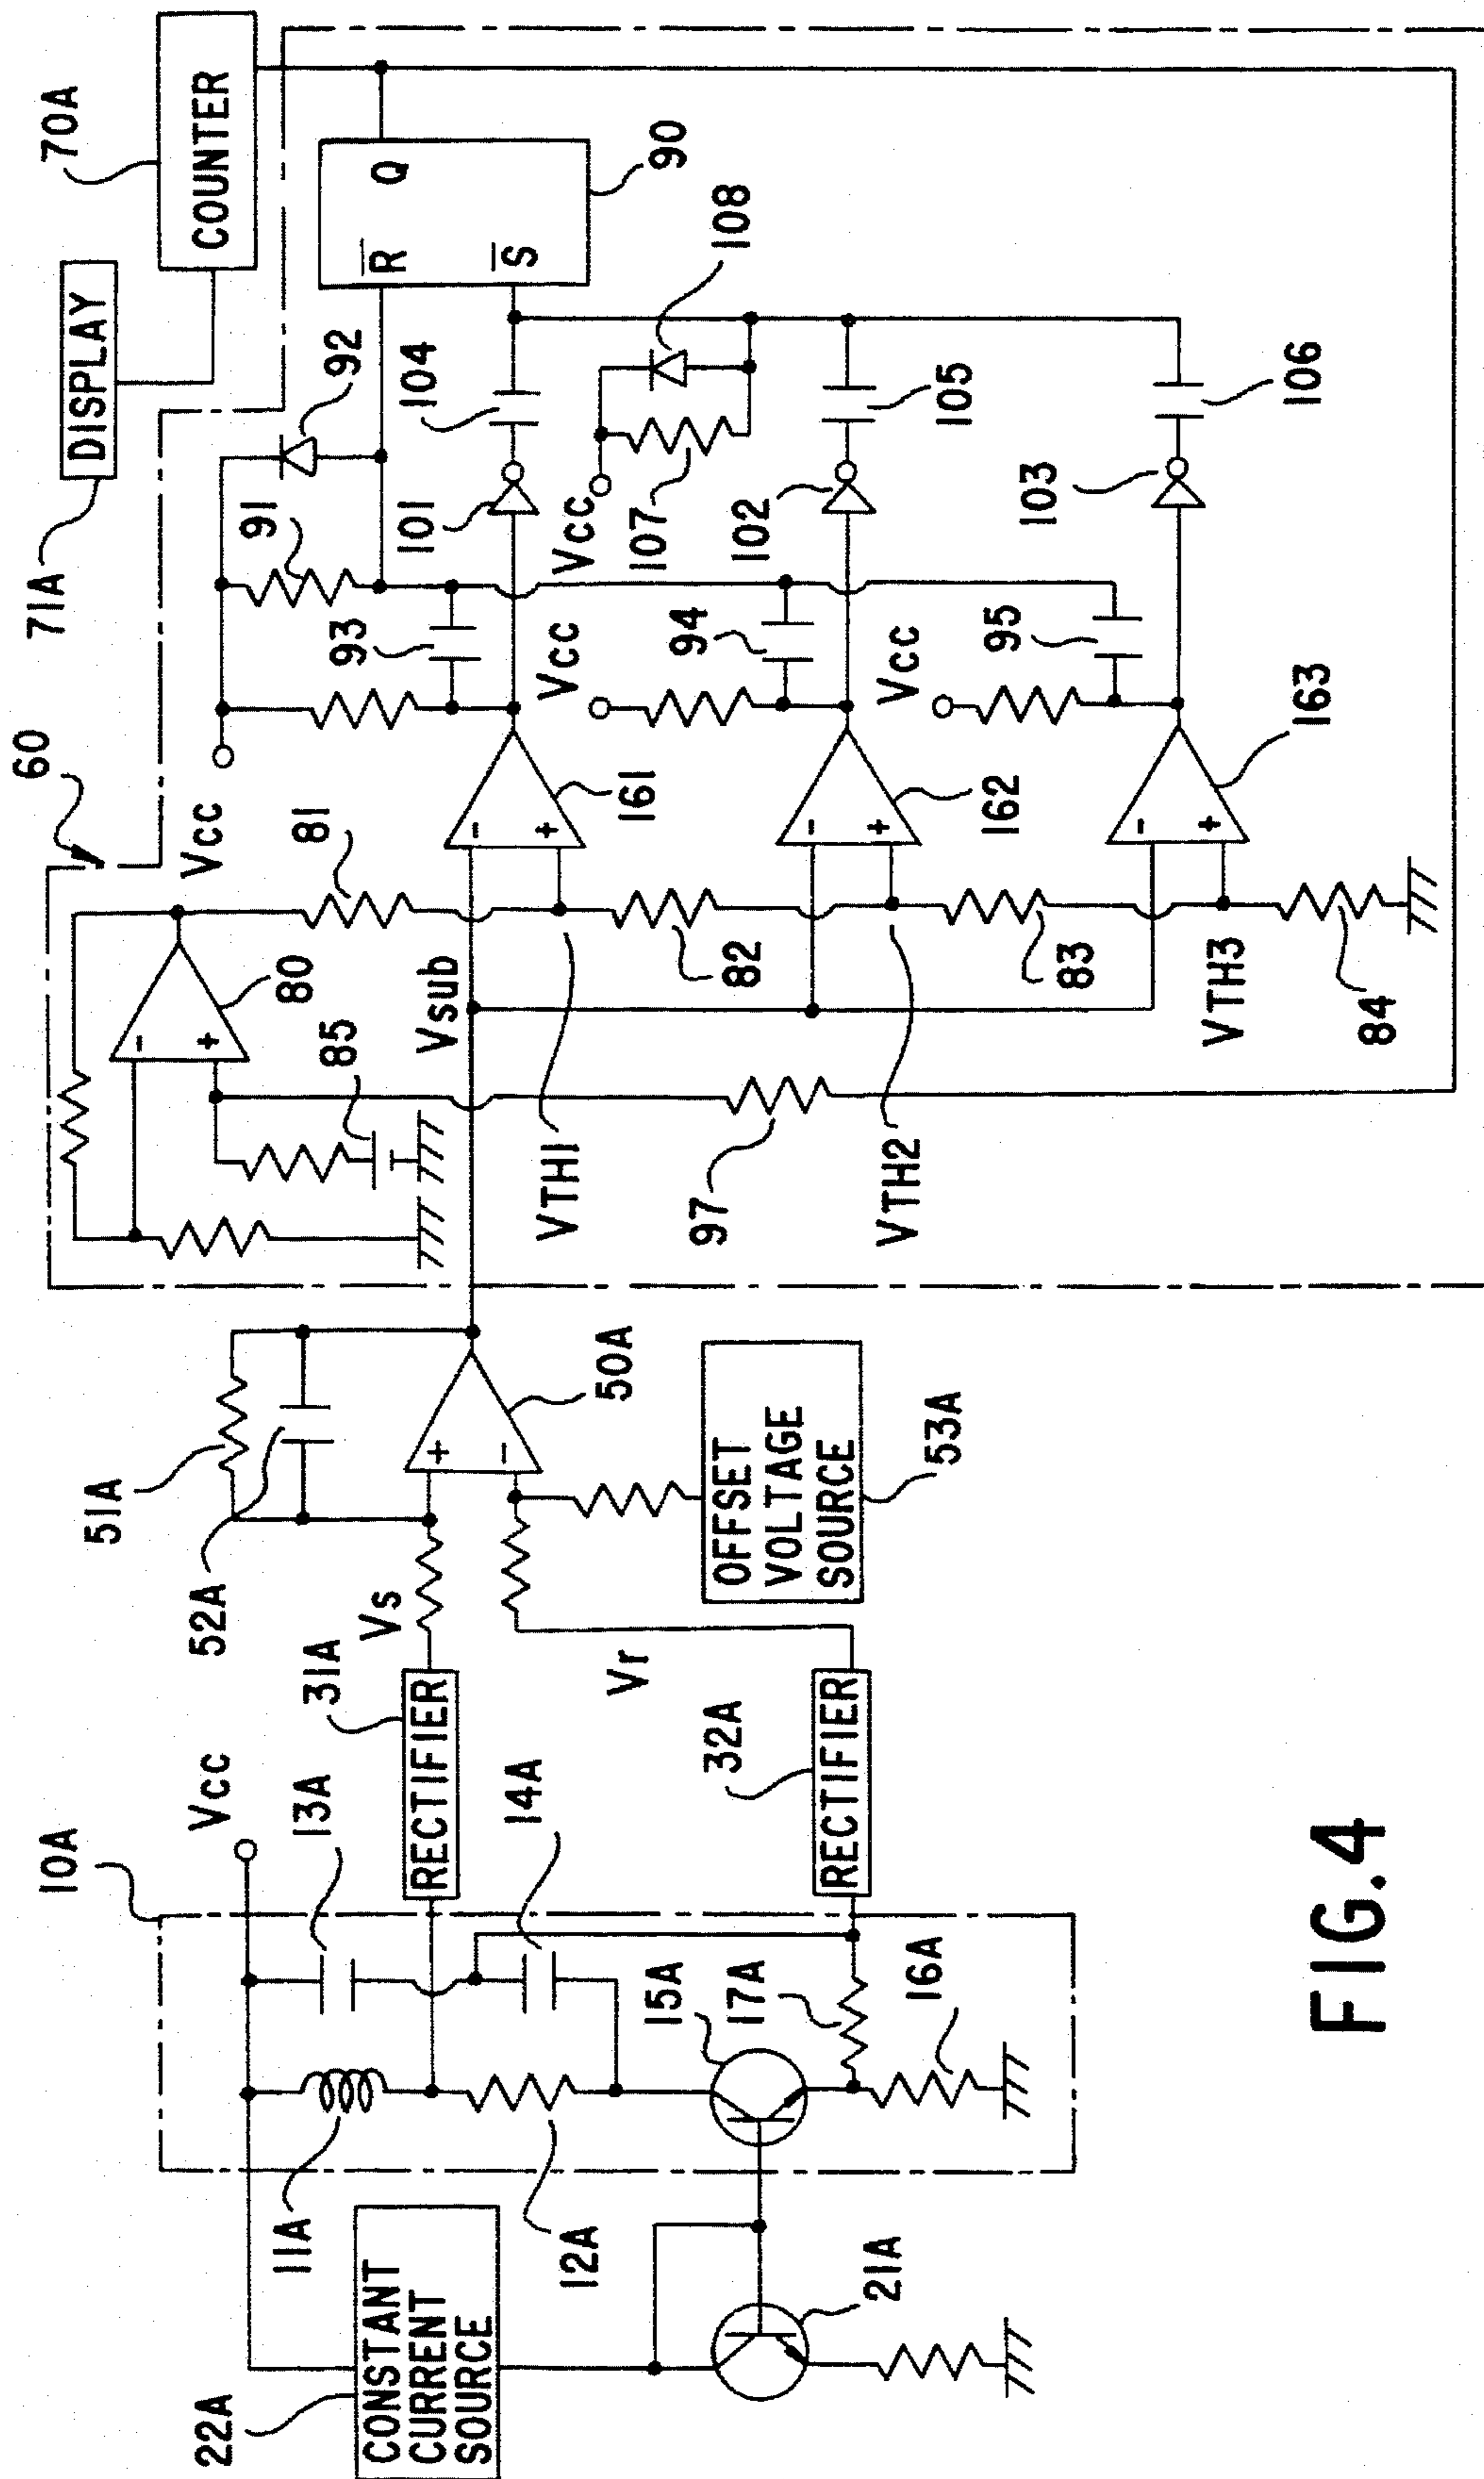 10A
Vcc
22A
CONSTANT
CURRENT
SOURCE
11A
12A
13A
14A
15A
17A
16A
21A
31A
RECTIFIER
Vs
32A
RECTIFIER
Vr
51A
52A
+
-
50A
OFFSET
VOLTAGE
SOURCE
53A
60
-
+
80
85
Vsub
VTH1
VTH2
VTH3
97
81
82
83
84
Vcc
-
+
161
-
+
162
-
+
163
91
92
93
Vcc
94
Vcc
95
101
104
Vcc
107
108
102
105
103
106
R
S
Q
90
71A
DISPLAY
70A
COUNTER
FIG.4